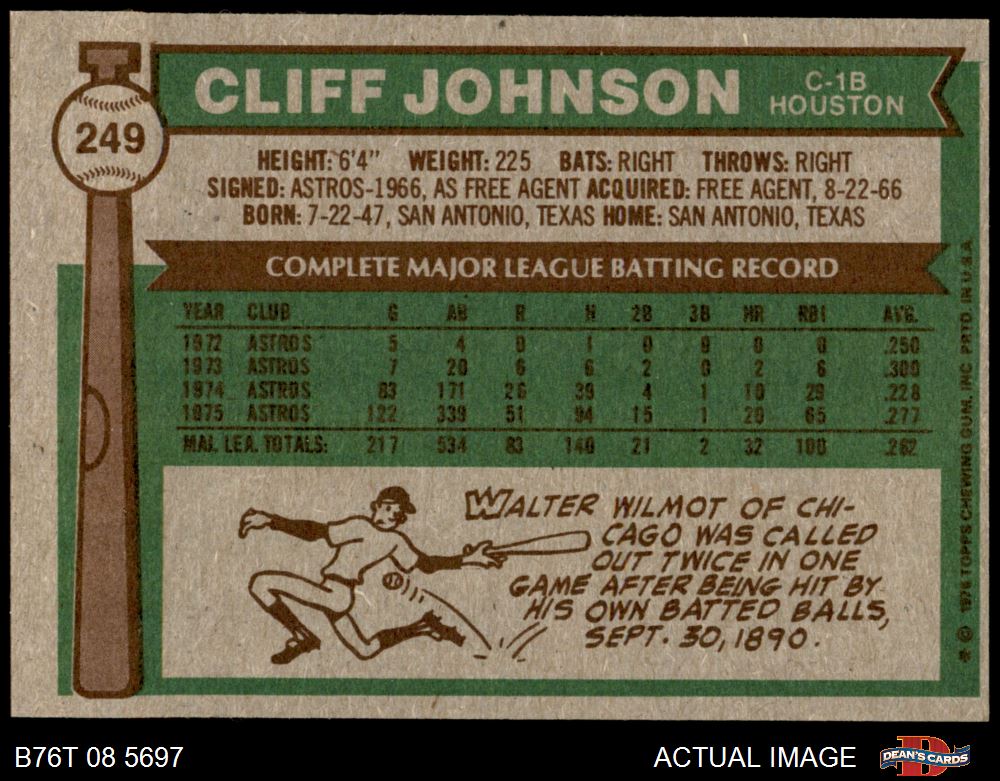 249
CLIFF JOHNSON
C-1B
HOUSTON
HEIGHT: 6'4" WEIGHT: 225 BATS: RIGHT THROWS: RIGHT
SIGNED: ASTROS-1966, AS FREE AGENT ACQUIRED: FREE AGENT, 8-22-66
BORN: 7-22-47, SAN ANTONIO, TEXAS HOME: SAN ANTONIO, TEXAS
COMPLETE MAJOR LEAGUE BATTING RECORD
YEAR CLUB G AB R H 2B 3B HR RBI AVG.
1972 ASTROS 5 4 0 1 0 0 0 0 .250
1973 ASTROS 7 20 6 6 2 0 2 6 .300
1974 ASTROS 83 171 26 39 4 1 10 29 .228
1975 ASTROS 122 339 51 94 15 1 20 65 .277
MAJ. LEA. TOTALS: 217 534 83 140 21 2 32 100 .262
WALTER WILMOT OF CHI-
CAGO WAS CALLED
OUT TWICE IN ONE
GAME AFTER BEING HIT BY
HIS OWN BATTED BALLS,
SEPT. 30, 1890.
* © 1976 TOPPS CHEWING GUM, INC. PRTD. IN U.S.A.
B76T 08 5697
ACTUAL IMAGE
DEAN'S CARDS